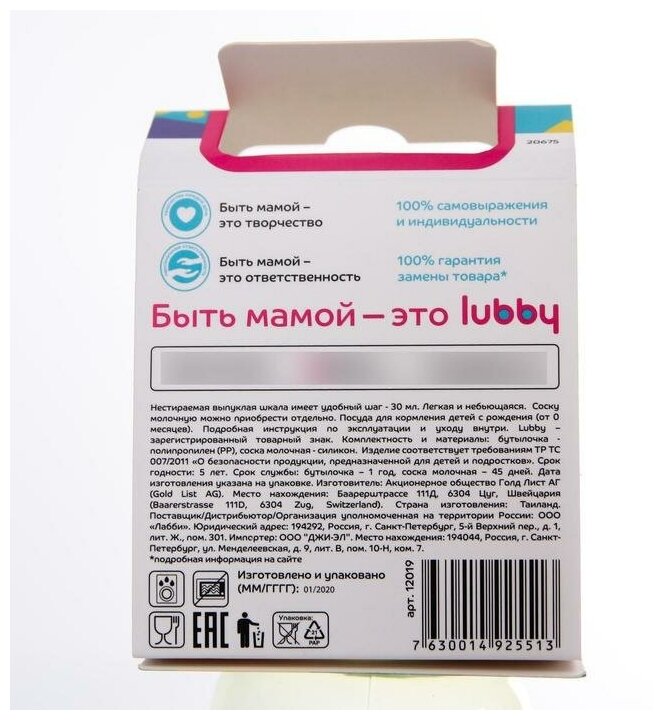 20675
Быть мамой –
это творчество
100% самовыражения
и индивидуальности
Быть мамой –
это ответственность
100% гарантия
замены товара*
Быть мамой – это lubby
Нестираемая выпуклая шкала имеет удобный шаг - 30 мл. Легкая и небьющаяся. Соску
молочную можно приобрести отдельно. Посуда для кормления детей с рождения (от 0
месяцев). Подробная инструкция по эксплуатации и уходу внутри. Lubby –
зарегистрированный товарный знак. Комплектность и материалы: бутылочка -
полипропилен (PP), соска молочная - силикон. Изделие соответствует требованиям ТР ТС
007/2011 «О безопасности продукции, предназначенной для детей и подростков». Срок
годности: 5 лет. Срок службы: бутылочка – 1 год, соска молочная – 45 дней. Дата
изготовления указана на упаковке. Изготовитель: Акционерное общество Голд Лист АГ
(Gold List AG). Место нахождения: Баарерштрассе 111Д, 6304 Цуг, Швейцария
(Baarerstrasse 111D, 6304 Zug, Switzerland). Страна изготовления: Таиланд.
Поставщик/Дистрибьютор/Организация уполномоченная на территории России: ООО
«Лабби». Юридический адрес: 194292, Россия, г. Санкт-Петербург, 5-й Верхний пер., д. 1,
лит. Ж., пом. 301. Импортер: ООО "ДЖИ-ЭЛ". Место нахождения: 194044, Россия, г. Санкт-
Петербург, ул. Менделеевская, д. 9, лит. В, пом. 10-Н, ком. 7.
*подробная информация на сайте
Изготовлено и упаковано
(ММ/ГГГГ): 01/2020
EAC
Упаковка:
21
PAP
арт. 12019
7 630014 925513